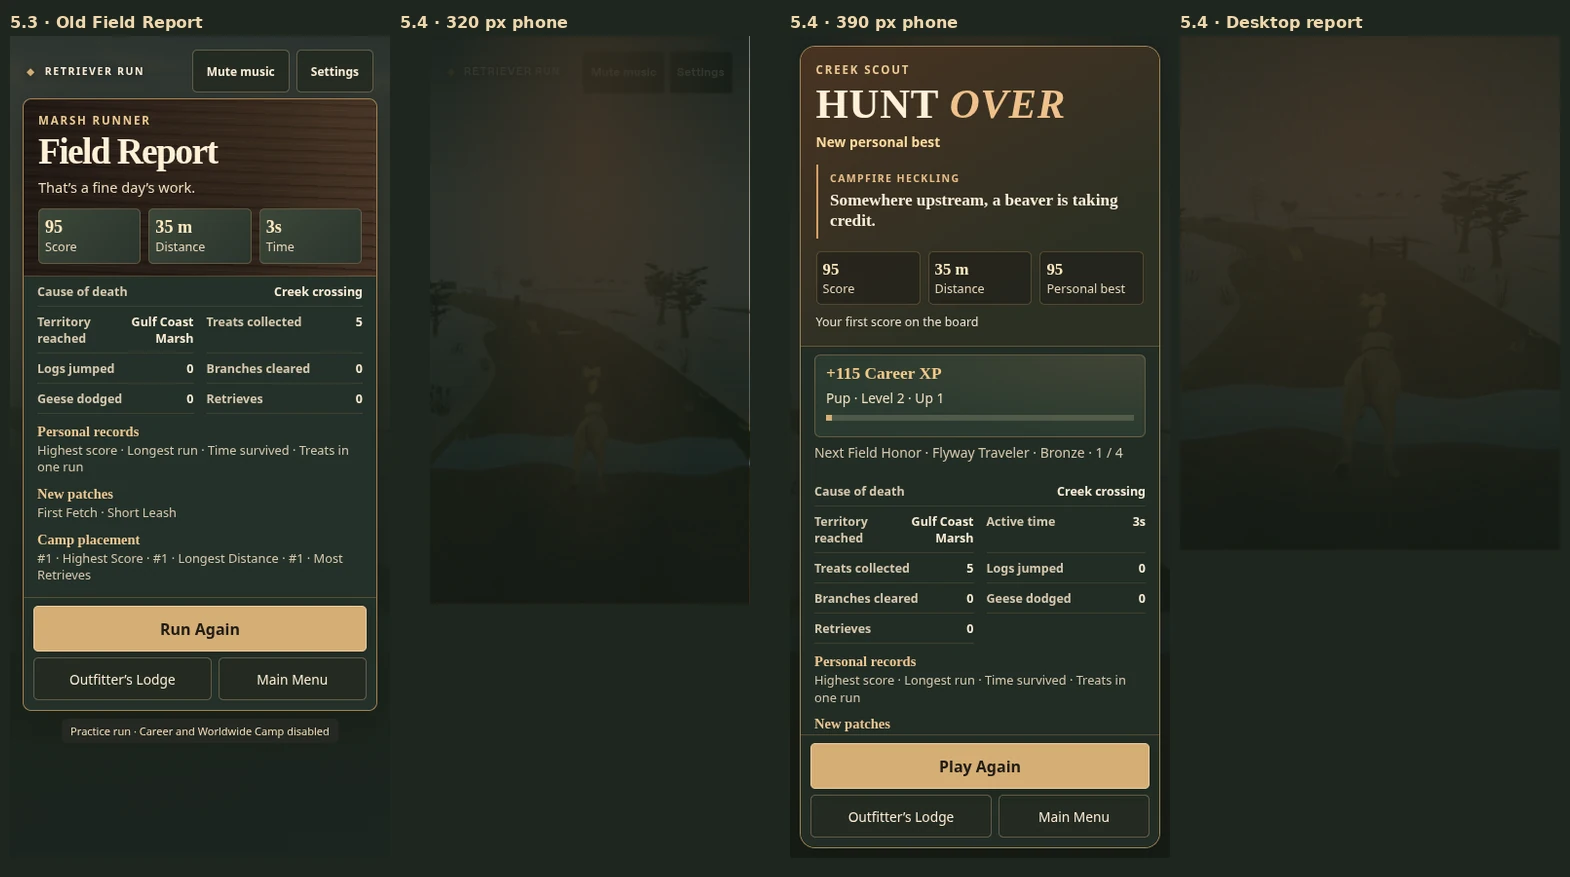 5.3 · Old Field Report
RETRIEVER RUN
Mute music
Settings
MARSH RUNNER
Field Report
That's a fine day's work.
95
Score
35 m
Distance
3s
Time
Cause of death
Creek crossing
Territory reached
Gulf Coast Marsh
Treats collected
5
Logs jumped
0
Branches cleared
0
Geese dodged
0
Retrieves
0
Personal records
Highest score · Longest run · Time survived · Treats in
one run
New patches
First Fetch · Short Leash
Camp placement
#1 · Highest Score · #1 · Longest Distance · #1 · Most
Retrieves
Run Again
Outfitter's Lodge
Main Menu
Practice run · Career and Worldwide Camp disabled
5.4 · 320 px phone
RETRIEVER RUN
Mute music
Settings
5.4 · 390 px phone
CREEK SCOUT
HUNT OVER
New personal best
CAMPFIRE HECKLING
Somewhere upstream, a beaver is taking
credit.
95
Score
35 m
Distance
95
Personal best
Your first score on the board
+115 Career XP
Pup · Level 2 · Up 1
Next Field Honor · Flyway Traveler · Bronze · 1 / 4
Cause of death
Creek crossing
Territory reached
Gulf Coast Marsh
Active time
3s
Treats collected
5
Logs jumped
0
Branches cleared
0
Geese dodged
0
Retrieves
0
Personal records
Highest score · Longest run · Time survived · Treats in
one run
New patches
Play Again
Outfitter's Lodge
Main Menu
5.4 · Desktop report